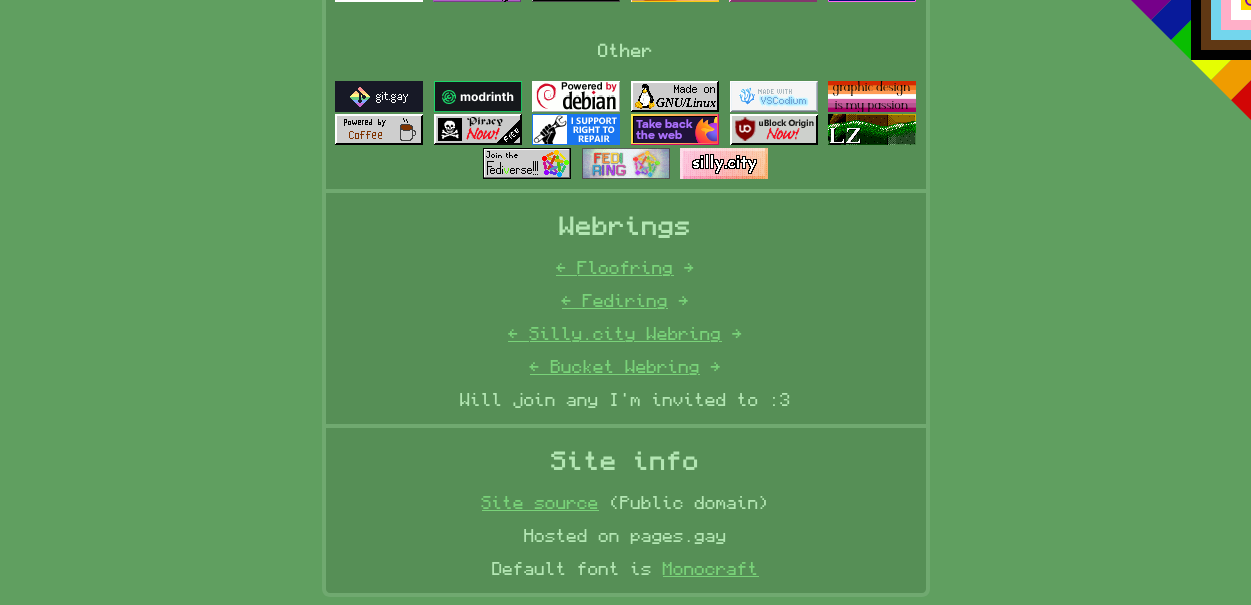 Other
git.gay
modrinth
Powered by
debian
Made on
GNU/Linux
MADE WITH
VSCodium
graphic design
is my passion
Powered by
Coffee
Piracy
Now!
FREE
I SUPPORT
RIGHT TO
REPAIR
Take back
the web
uBlock Origin
Now!
LZ
Join the
Fediverse!!!
FEDI
RING
silly.city
Webrings
← Floofring →
← Fediring →
← Silly.city Webring →
← Bucket Webring →
Will join any I'm invited to :3
Site info
Site source (Public domain)
Hosted on pages.gay
Default font is Monocraft